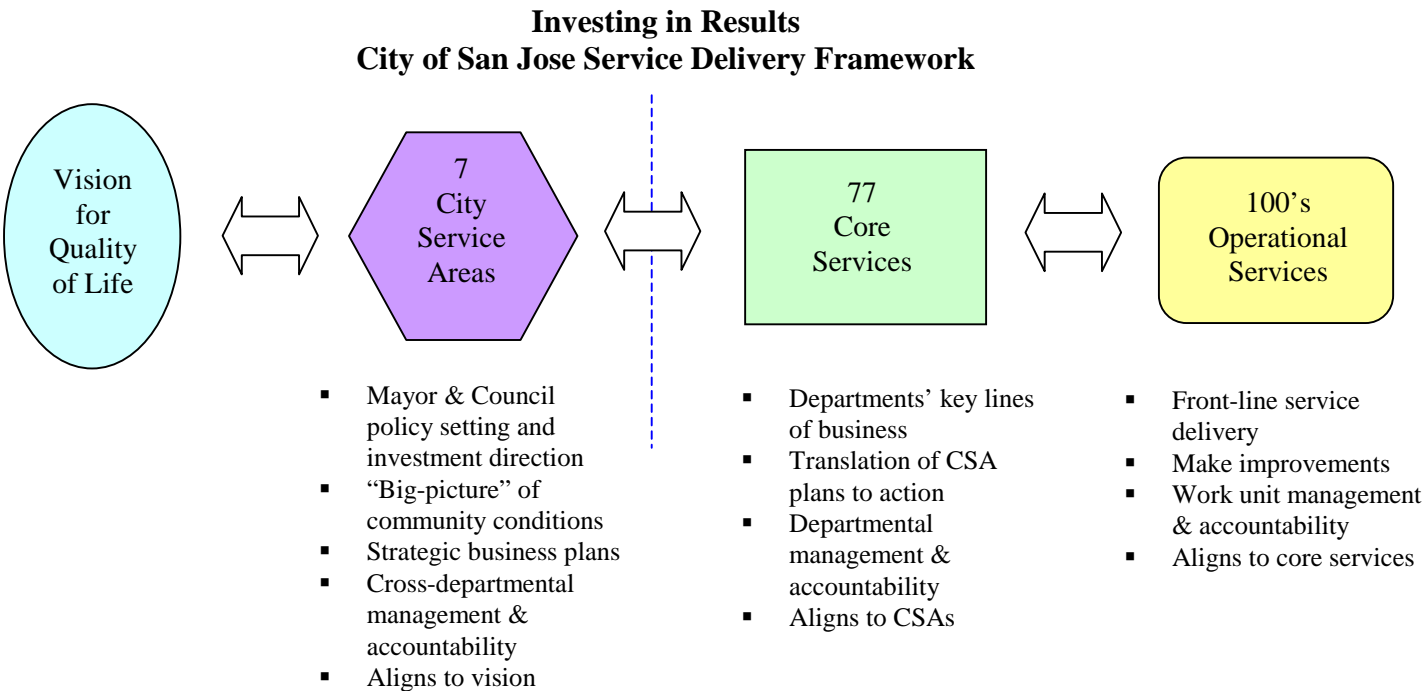 Investing in Results
City of San Jose Service Delivery Framework
Vision
for
Quality
of Life
7
City
Service
Areas
77
Core
Services
100’s
Operational
Services
▪ Mayor & Council
policy setting and
investment direction
▪ “Big-picture” of
community conditions
▪ Strategic business plans
▪ Cross-departmental
management &
accountability
▪ Aligns to vision
▪ Departments’ key lines
of business
▪ Translation of CSA
plans to action
▪ Departmental
management &
accountability
▪ Aligns to CSAs
▪ Front-line service
delivery
▪ Make improvements
▪ Work unit management
& accountability
▪ Aligns to core services